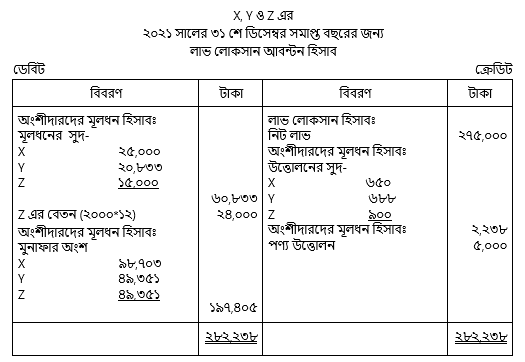 X, Y ও Z এর
২০২১ সালের ৩১ শে ডিসেম্বর সমাপ্ত বছরের জন্য
লাভ লোকসান আবন্টন হিসাব
ডেবিট ক্রেডিট
বিবরণ টাকা বিবরণ টাকা
অংশীদারদের মূলধন হিসাবঃ লাভ লোকসান হিসাবঃ
মূলধনের সুদ- নিট লাভ ২৭৫,০০০
X ২৫,০০০ অংশীদারদের মূলধন হিসাবঃ
Y ২০,৮৩৩ উত্তোলনের সুদ-
Z ১৫,০০০ X ৬৫০
৬০,৮৩৩ Y ৬৮৮
Z এর বেতন (২০০০*১২) ২৪,০০০ Z ৯০০
অংশীদারদের মূলধন হিসাবঃ অংশীদারদের মূলধন হিসাবঃ ২,২৩৮
মুনাফার অংশ পণ্য উত্তোলন ৫,০০০
X ৯৮,৭০৩
Y ৪৯,৩৫১
Z ৪৯,৩৫১
১৯৭,৪০৫
২৮২,২৩৮ ২৮২,২৩৮